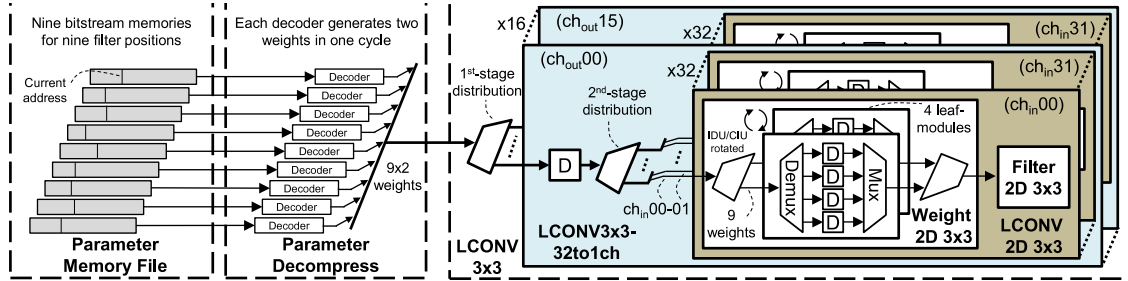 Nine bitstream memories
for nine filter positions
Current
address
Parameter
Memory File
Each decoder generates two
weights in one cycle
Decoder
Decoder
Decoder
Decoder
Decoder
Decoder
Decoder
Decoder
Decoder
9x2
weights
Parameter
Decompress
1st-stage
distribution
LCONV
3x3
x16
(chout15)
(chout00)
2nd-stage
distribution
D
chin00-01
LCONV3x3-
32to1ch
x32
(chin31)
x32
(chin31)
(chin00)
4 leaf-
modules
IDU/CIU
rotated
9
weights
D
Demux
D
D
D
D
Mux
Weight
2D 3x3
Filter
2D 3x3
LCONV
2D 3x3